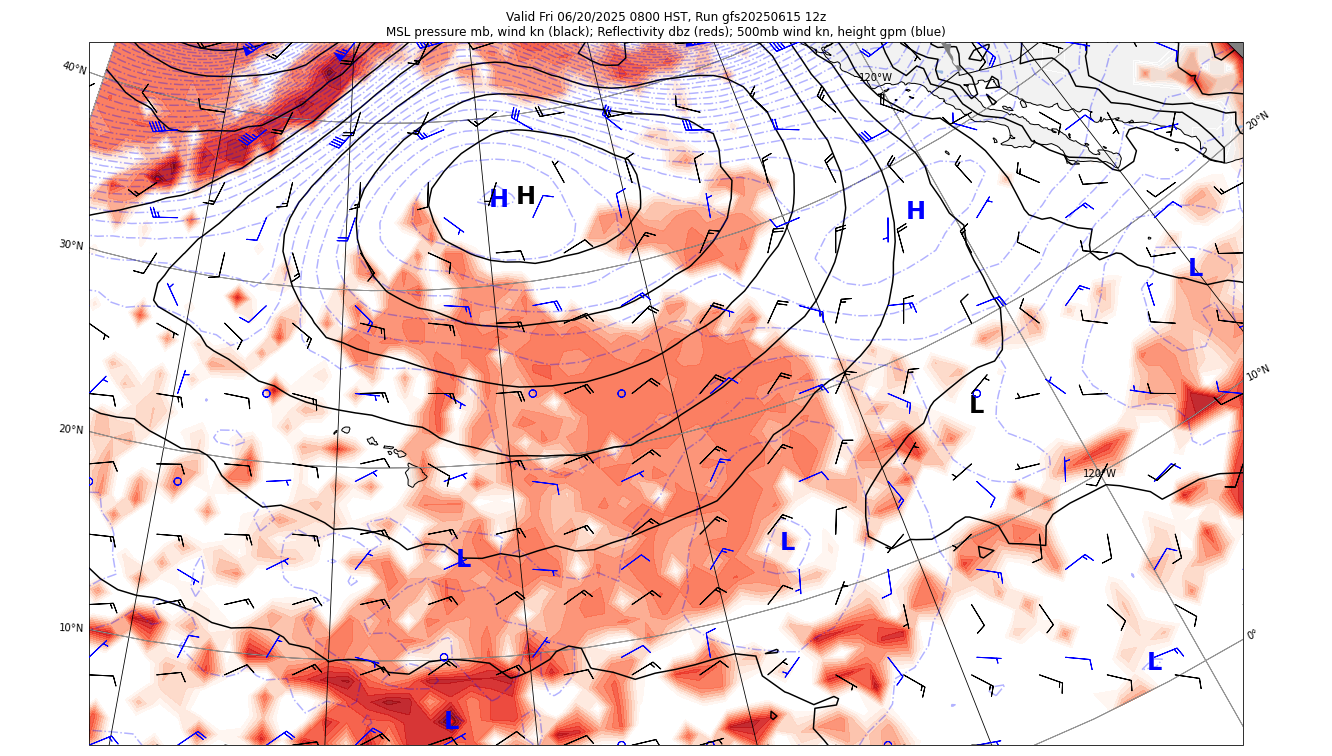 Valid Fri 06/20/2025 0800 HST, Run gfs20250615 12z
MSL pressure mb, wind kn (black); Reflectivity dbz (reds); 500mb wind kn, height gpm (blue)
40°N
120°W
20°N
H H
H
30°N
L
10°N
L
20°N
120°W
L
L
10°N
0°
L
L